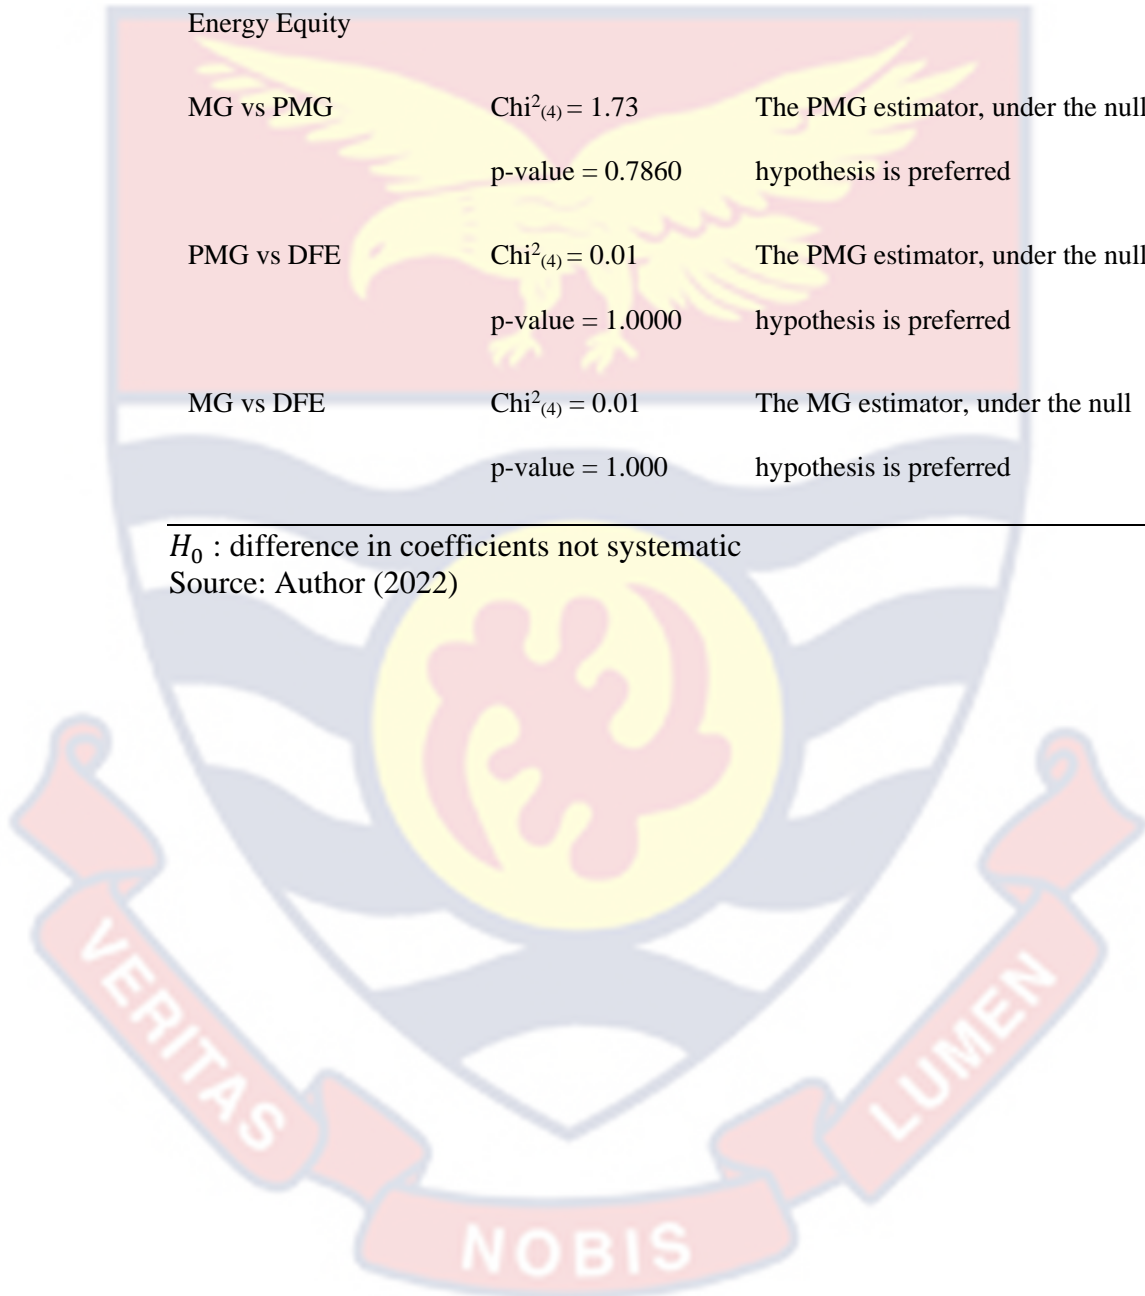 Energy Equity
MG vs PMG Chi²₍₄₎ = 1.73 The PMG estimator, under the null
p-value = 0.7860 hypothesis is preferred
PMG vs DFE Chi²₍₄₎ = 0.01 The PMG estimator, under the null
p-value = 1.0000 hypothesis is preferred
MG vs DFE Chi²₍₄₎ = 0.01 The MG estimator, under the null
p-value = 1.000 hypothesis is preferred
𝐻₀ : difference in coefficients not systematic
Source: Author (2022)
VERITAS
NOBIS
LUMEN